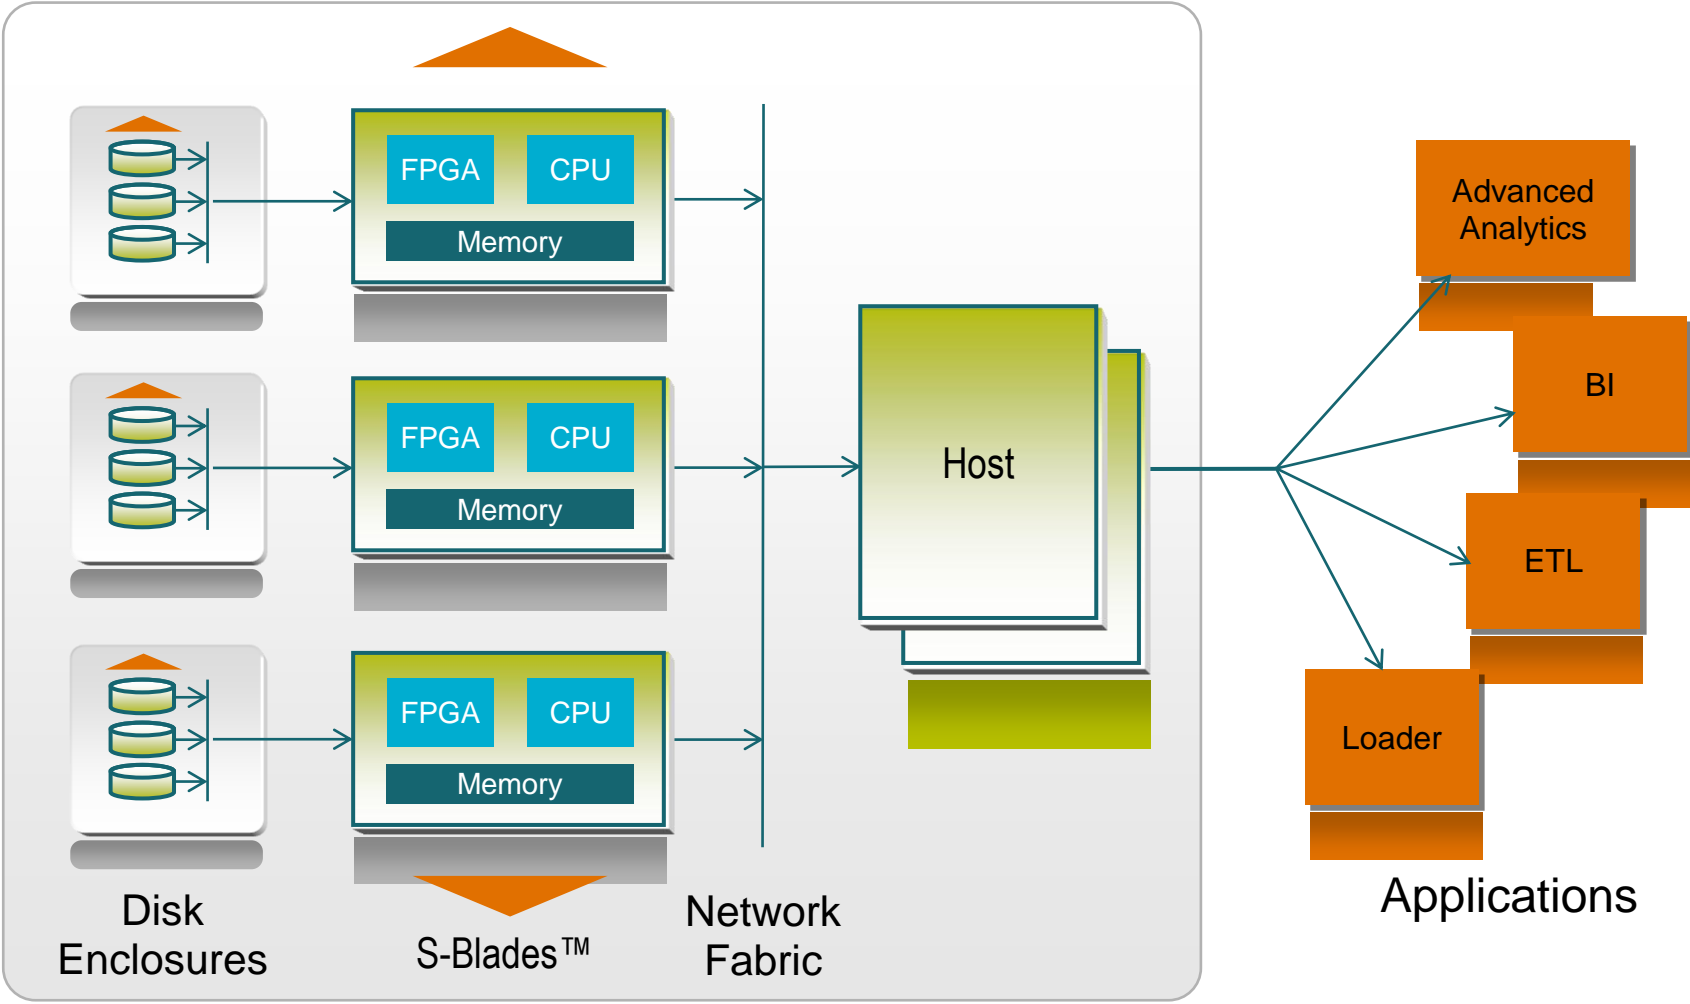 FPGA
CPU
Memory
FPGA
CPU
Memory
FPGA
CPU
Memory
Host
Advanced
Analytics
BI
ETL
Loader
Disk
Enclosures
S-Blades™
Network
Fabric
Applications